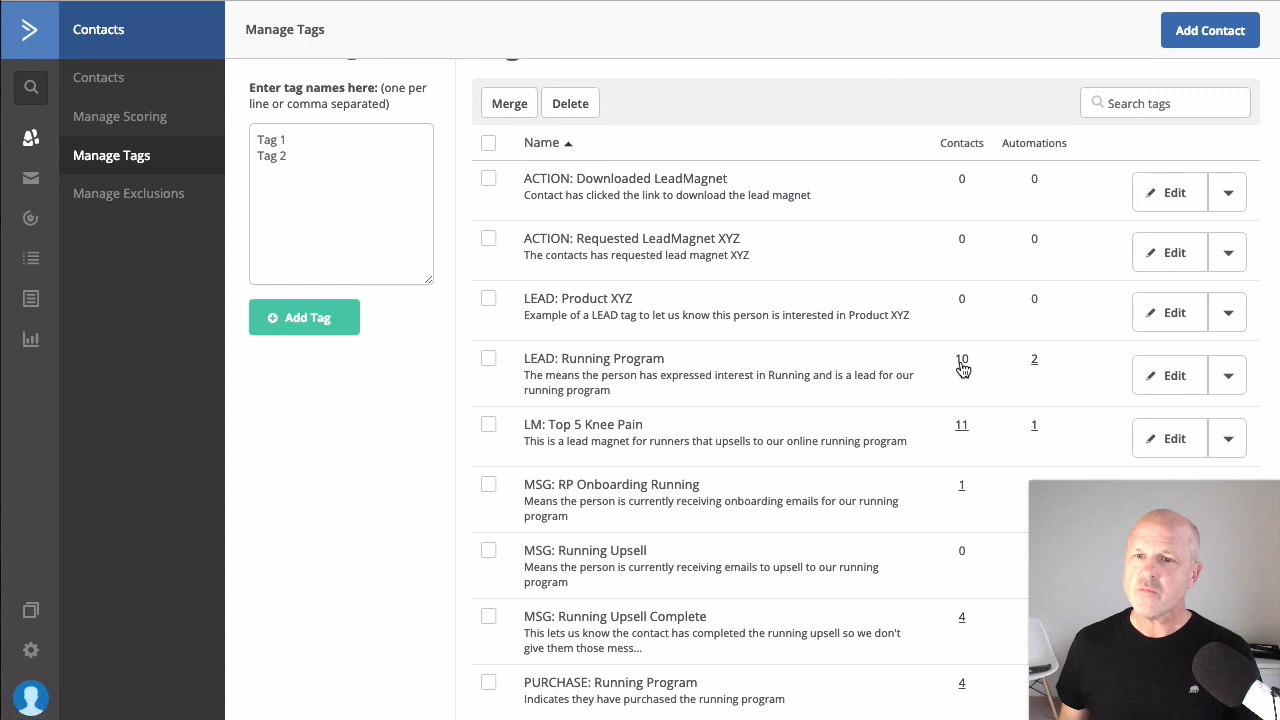 Contacts
Manage Tags
Add Contact
Contacts
Manage Scoring
Manage Tags
Manage Exclusions
Enter tag names here: (one per
line or comma separated)
Tag 1
Tag 2
Add Tag
Merge
Delete
Search tags
Name
Contacts
Automations
ACTION: Downloaded LeadMagnet
Contact has clicked the link to download the lead magnet
0
0
Edit
ACTION: Requested LeadMagnet XYZ
The contacts has requested lead magnet XYZ
0
0
Edit
LEAD: Product XYZ
Example of a LEAD tag to let us know this person is interested in Product XYZ
0
0
Edit
LEAD: Running Program
The means the person has expressed interest in Running and is a lead for our
running program
10
2
Edit
LM: Top 5 Knee Pain
This is a lead magnet for runners that upsells to our online running program
11
1
Edit
MSG: RP Onboarding Running
Means the person is currently receiving onboarding emails for our running
program
1
MSG: Running Upsell
Means the person is currently receiving emails to upsell to our running
program
0
MSG: Running Upsell Complete
This lets us know the contact has completed the running upsell so we don't
give them those mess...
4
PURCHASE: Running Program
Indicates they have purchased the running program
4